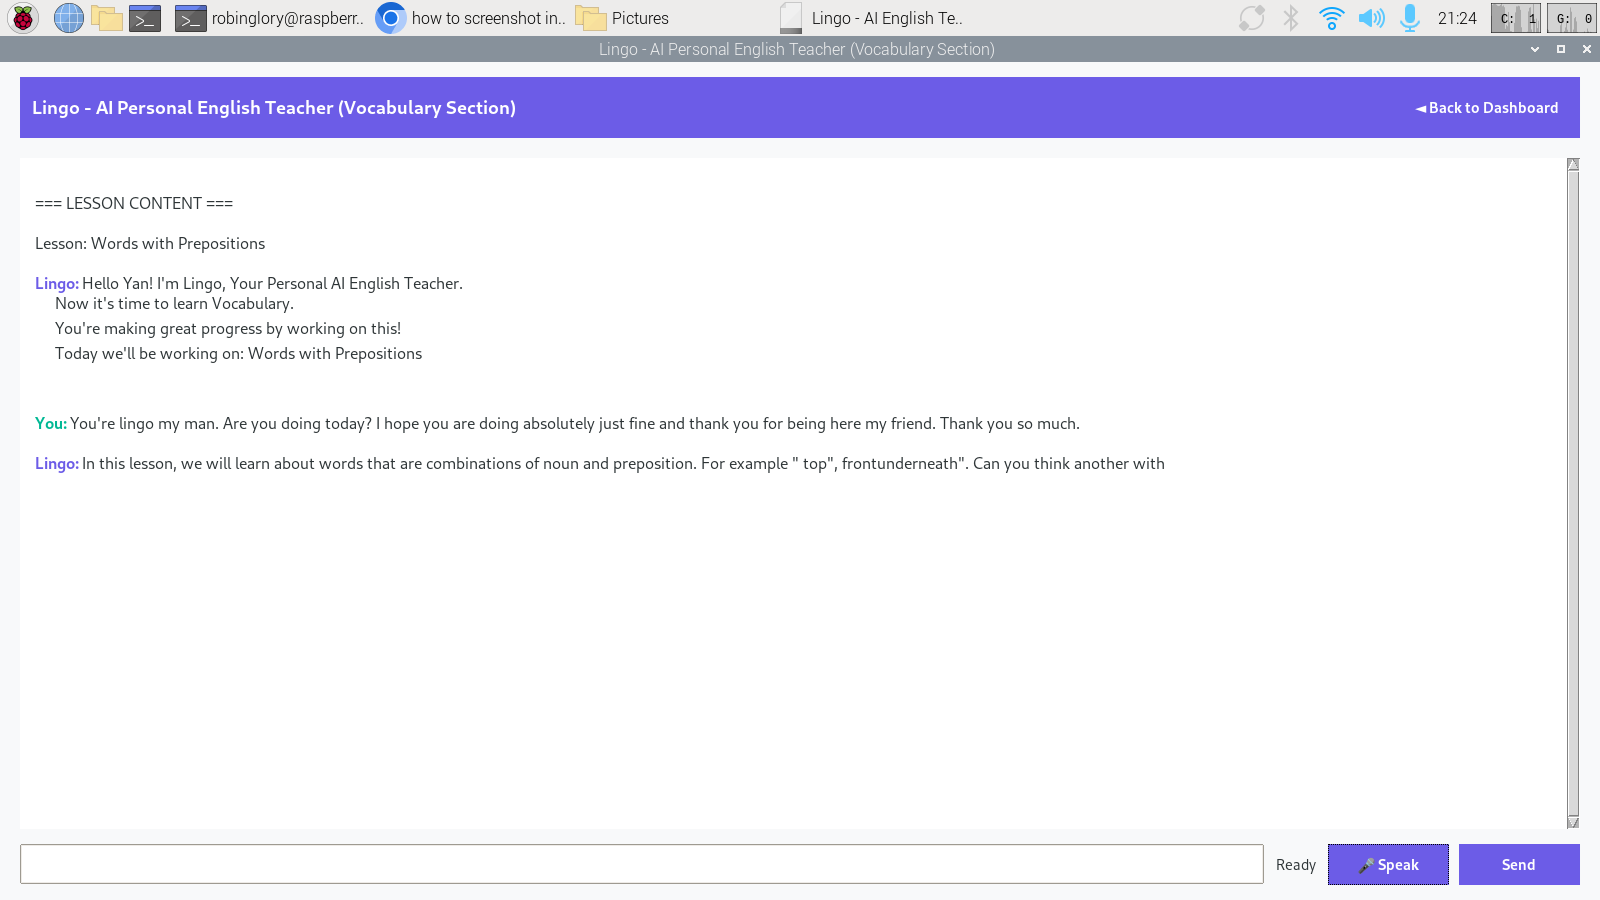 robinglory@raspberr.. how to screenshot in.. Pictures Lingo - AI English Te.. 21:24 C: 1 G: 0
Lingo - AI Personal English Teacher (Vocabulary Section)
Lingo - AI Personal English Teacher (Vocabulary Section) ◄ Back to Dashboard
=== LESSON CONTENT ===
Lesson: Words with Prepositions
Lingo: Hello Yan! I'm Lingo, Your Personal AI English Teacher.
Now it's time to learn Vocabulary.
You're making great progress by working on this!
Today we'll be working on: Words with Prepositions
You: You're lingo my man. Are you doing today? I hope you are doing absolutely just fine and thank you for being here my friend. Thank you so much.
Lingo: In this lesson, we will learn about words that are combinations of noun and preposition. For example " top", frontunderneath". Can you think another with
Ready 🎤 Speak Send